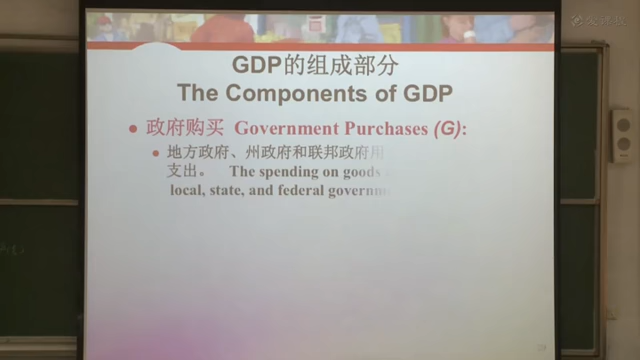 GDP的组成部分
The Components of GDP
政府购买 Government Purchases (G):
地方政府、州政府和联邦政府用
支出。 The spending on goods
local, state, and federal governm